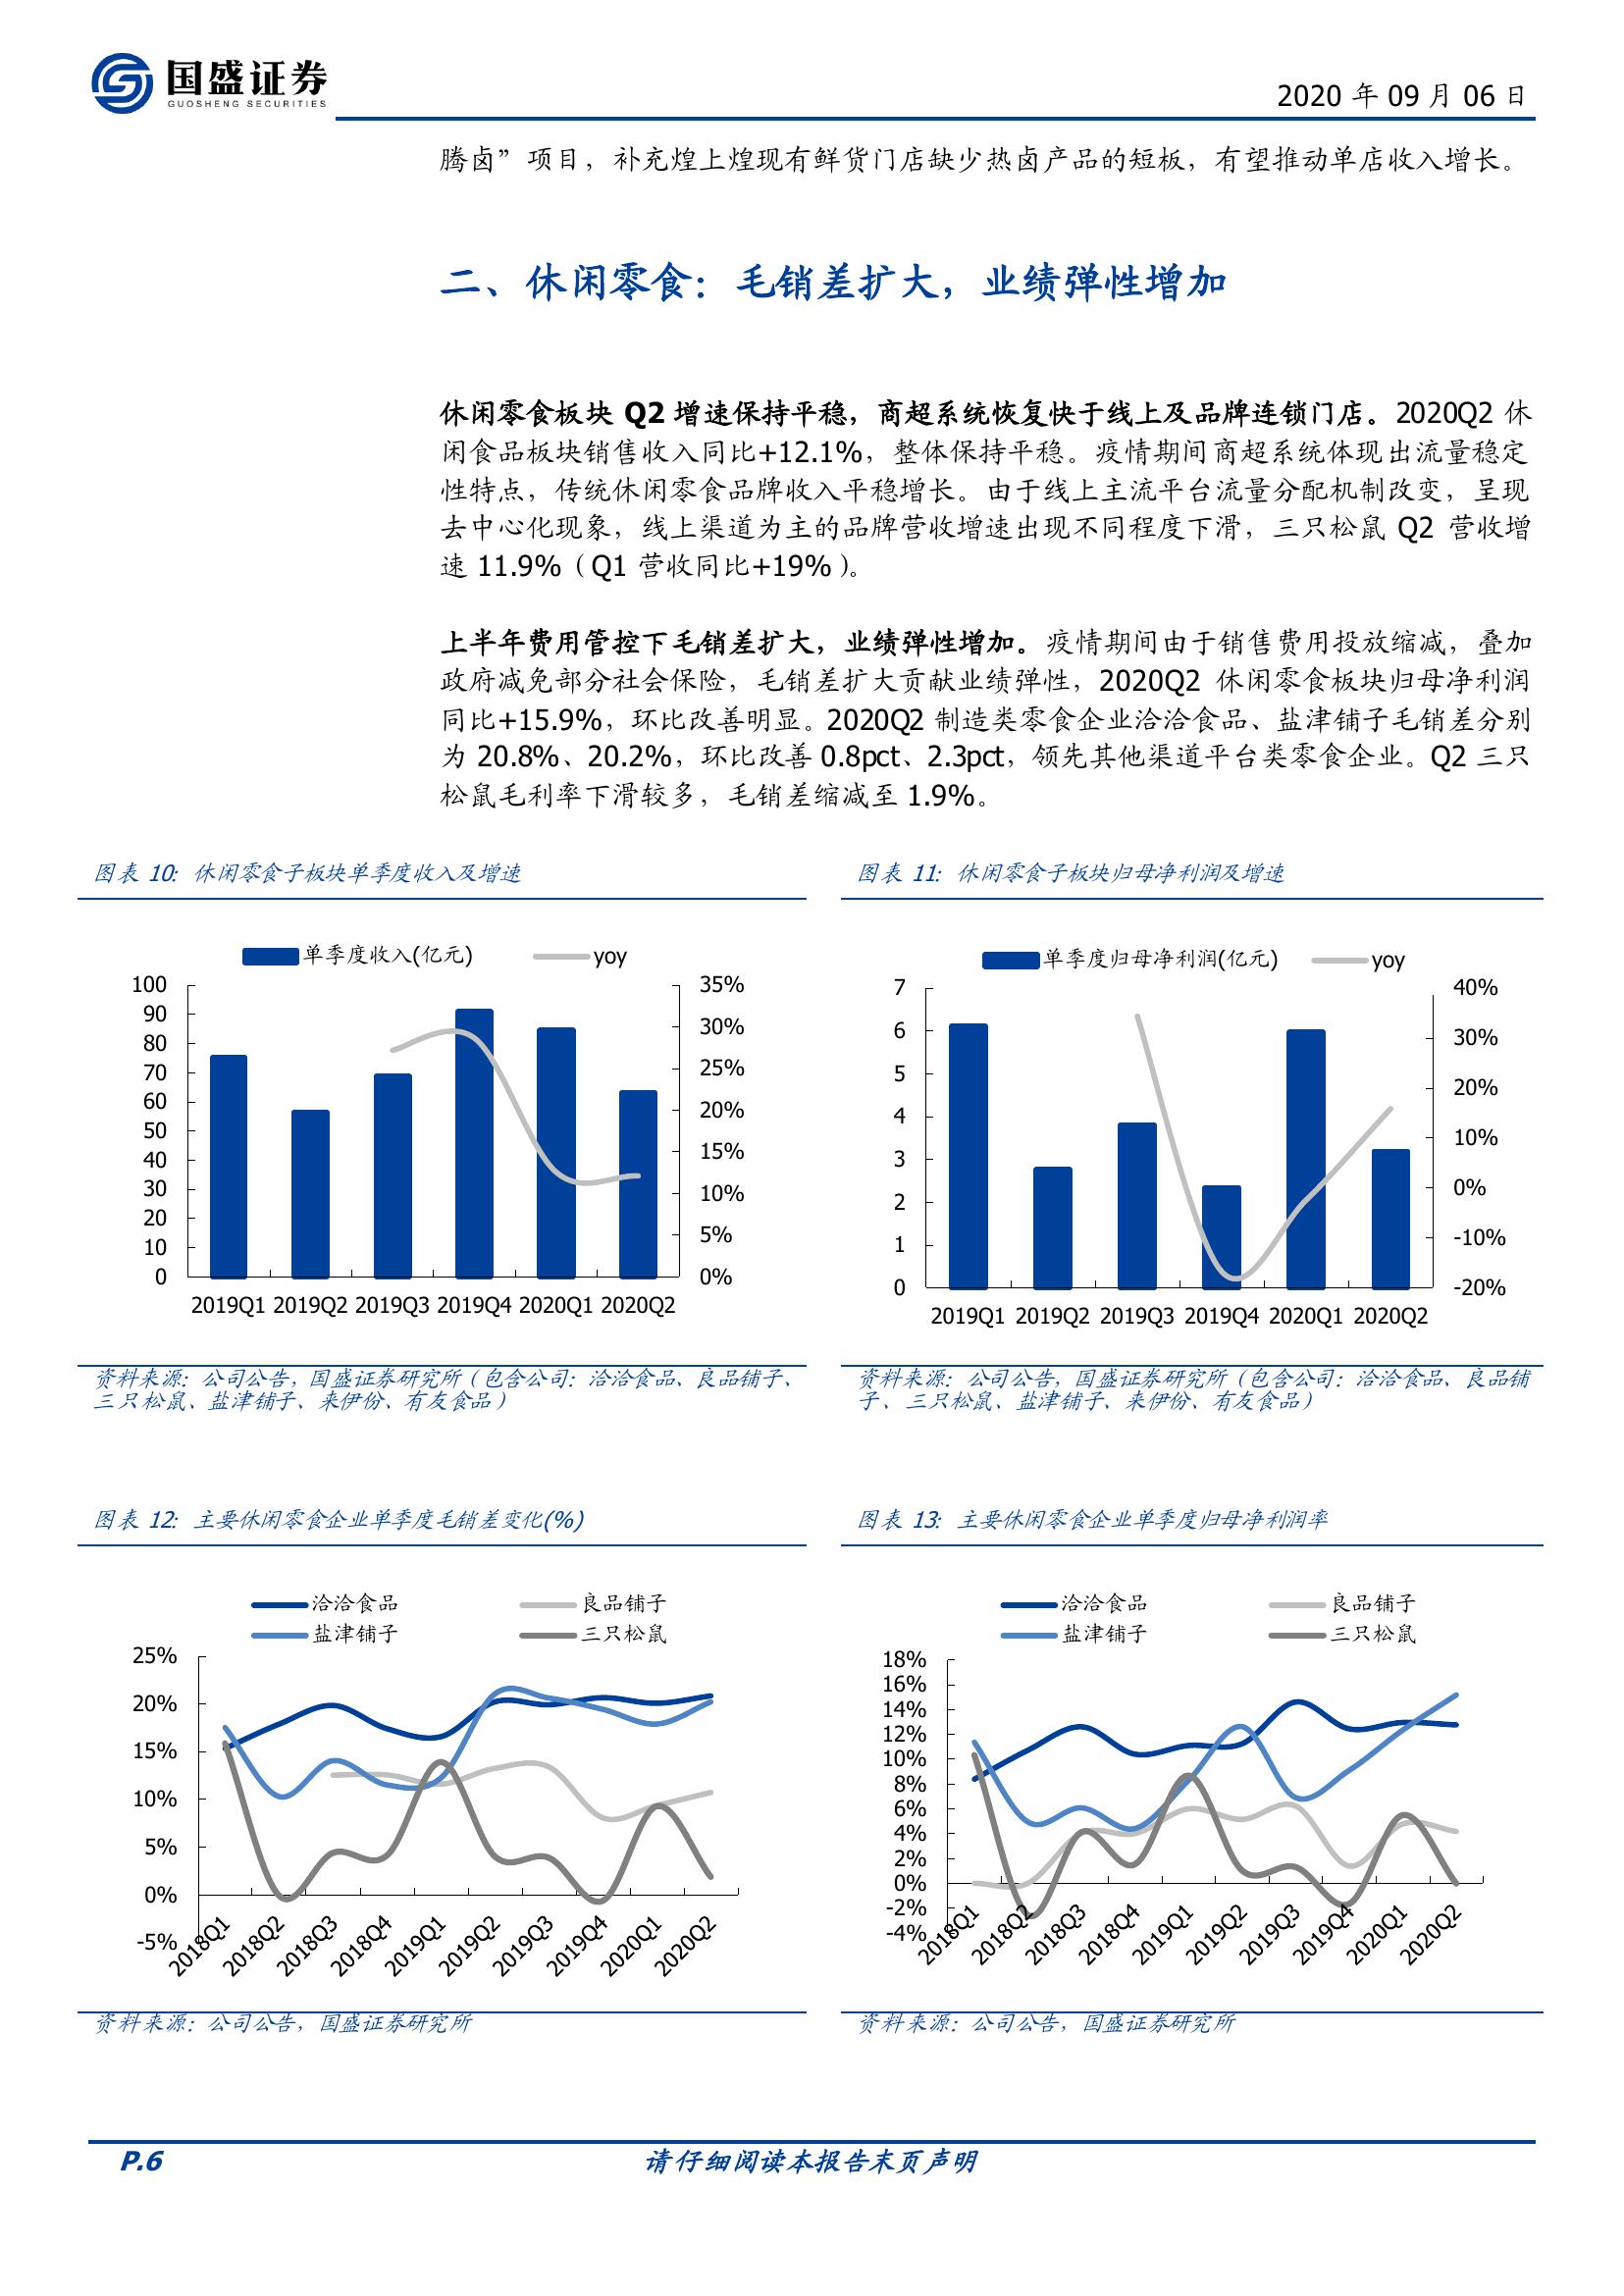 国盛证券
GUOSHENG SECURITIES
2020 年 09 月 06 日
腾卤”项目，补充煌上煌现有鲜货门店缺少热卤产品的短板，有望推动单店收入增长。
二、休闲零食：毛销差扩大，业绩弹性增加
休闲零食板块 Q2 增速保持平稳，商超系统恢复快于线上及品牌连锁门店。2020Q2 休
闲食品板块销售收入同比+12.1%，整体保持平稳。疫情期间商超系统体现出流量稳定
性特点，传统休闲零食品牌收入平稳增长。由于线上主流平台流量分配机制改变，呈现
去中心化现象，线上渠道为主的品牌营收增速出现不同程度下滑，三只松鼠 Q2 营收增
速 11.9%（Q1 营收同比+19%）。
上半年费用管控下毛销差扩大，业绩弹性增加。疫情期间由于销售费用投放缩减，叠加
政府减免部分社会保险，毛销差扩大贡献业绩弹性，2020Q2 休闲零食板块归母净利润
同比+15.9%，环比改善明显。2020Q2 制造类零食企业洽洽食品、盐津铺子毛销差分别
为 20.8%、20.2%，环比改善 0.8pct、2.3pct，领先其他渠道平台类零食企业。Q2 三只
松鼠毛利率下滑较多，毛销差缩减至 1.9%。
图表 10：休闲零食子板块单季度收入及增速
单季度收入(亿元) yoy
100 35%
90 30%
80 25%
70 20%
60 15%
50 10%
40 5%
30 0%
20
10
0
2019Q1 2019Q2 2019Q3 2019Q4 2020Q1 2020Q2
资料来源：公司公告，国盛证券研究所（包含公司：洽洽食品、良品铺子、
三只松鼠、盐津铺子、来伊份、有友食品）
图表 11：休闲零食子板块归母净利润及增速
单季度归母净利润(亿元) yoy
7 40%
6 30%
5 20%
4 10%
3 0%
2 -10%
1 -20%
0
2019Q1 2019Q2 2019Q3 2019Q4 2020Q1 2020Q2
资料来源：公司公告，国盛证券研究所（包含公司：洽洽食品、良品铺
子、三只松鼠、盐津铺子、来伊份、有友食品）
图表 12：主要休闲零食企业单季度毛销差变化(%)
洽洽食品 良品铺子
盐津铺子 三只松鼠
25%
20%
15%
10%
5%
0%
-5%
2018Q1 2018Q2 2018Q3 2018Q4 2019Q1 2019Q2 2019Q3 2019Q4 2020Q1 2020Q2
资料来源：公司公告，国盛证券研究所
图表 13：主要休闲零食企业单季度归母净利润率
洽洽食品 良品铺子
盐津铺子 三只松鼠
18%
16%
14%
12%
10%
8%
6%
4%
2%
0%
-2%
-4%
2018Q1 2018Q2 2018Q3 2018Q4 2019Q1 2019Q2 2019Q3 2019Q4 2020Q1 2020Q2
资料来源：公司公告，国盛证券研究所
P.6 请仔细阅读本报告末页声明